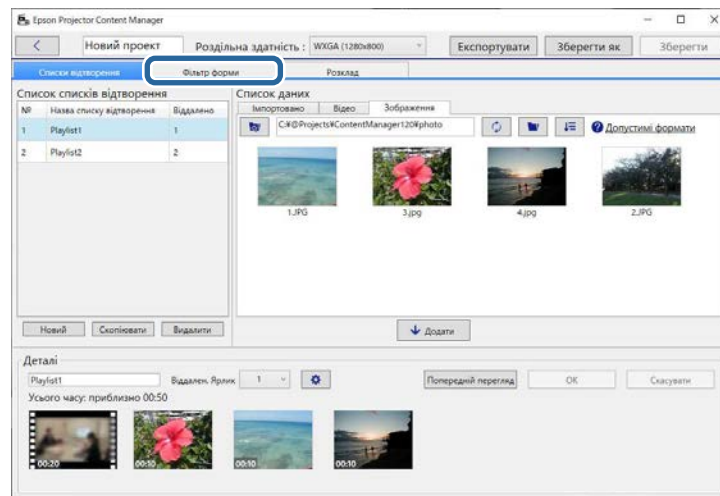 Epson Projector Content Manager
Новий проект Роздільна здатність : WXGA (1280x800) Експортувати Зберегти як Зберегти
Списки відтворення Фільтр форми Розклад
Список списків відтворення
Nº Назва списку відтворення Віддалено
1 Playlist1 1
2 Playlist2 2
Новий Скопіювати Видалити
Список даних
Імпортовано Відео Зображення
C:¥@Projects¥ContentManager120¥photo Допустимі формати
1.JPG 3.jpg 4.jpg 2.JPG
Додати
Деталі
Playlist1 Віддален. Ярлик 1 Попередній перегляд OK Скасувати
Усього часу: приблизно 00:50
00:20 00:10 00:10 00:10